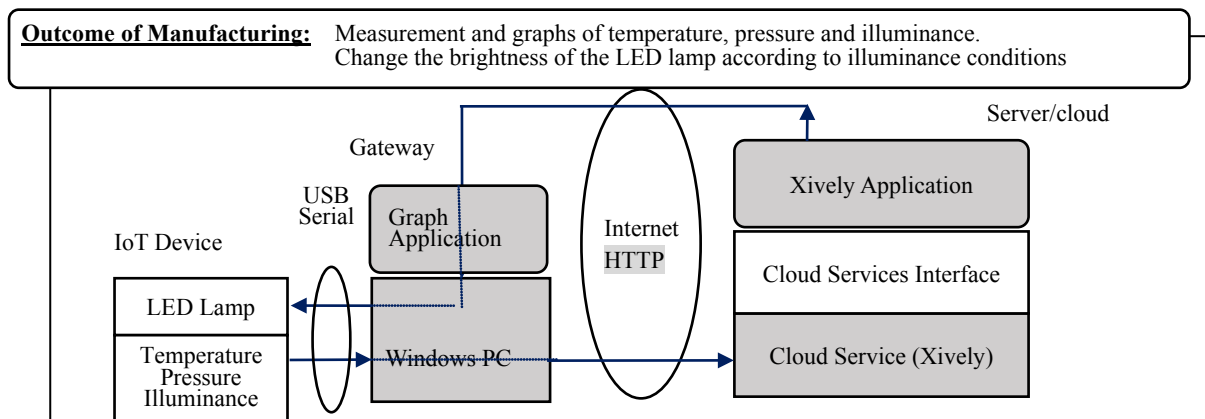 Outcome of Manufacturing: Measurement and graphs of temperature, pressure and illuminance.
Change the brightness of the LED lamp according to illuminance conditions
Server/cloud
Gateway
Xively Application
USB
Serial
Graph
Application
Internet
HTTP
IoT Device
Cloud Services Interface
LED Lamp
Temperature
Pressure
Illuminance
Windows PC
Cloud Service (Xively)